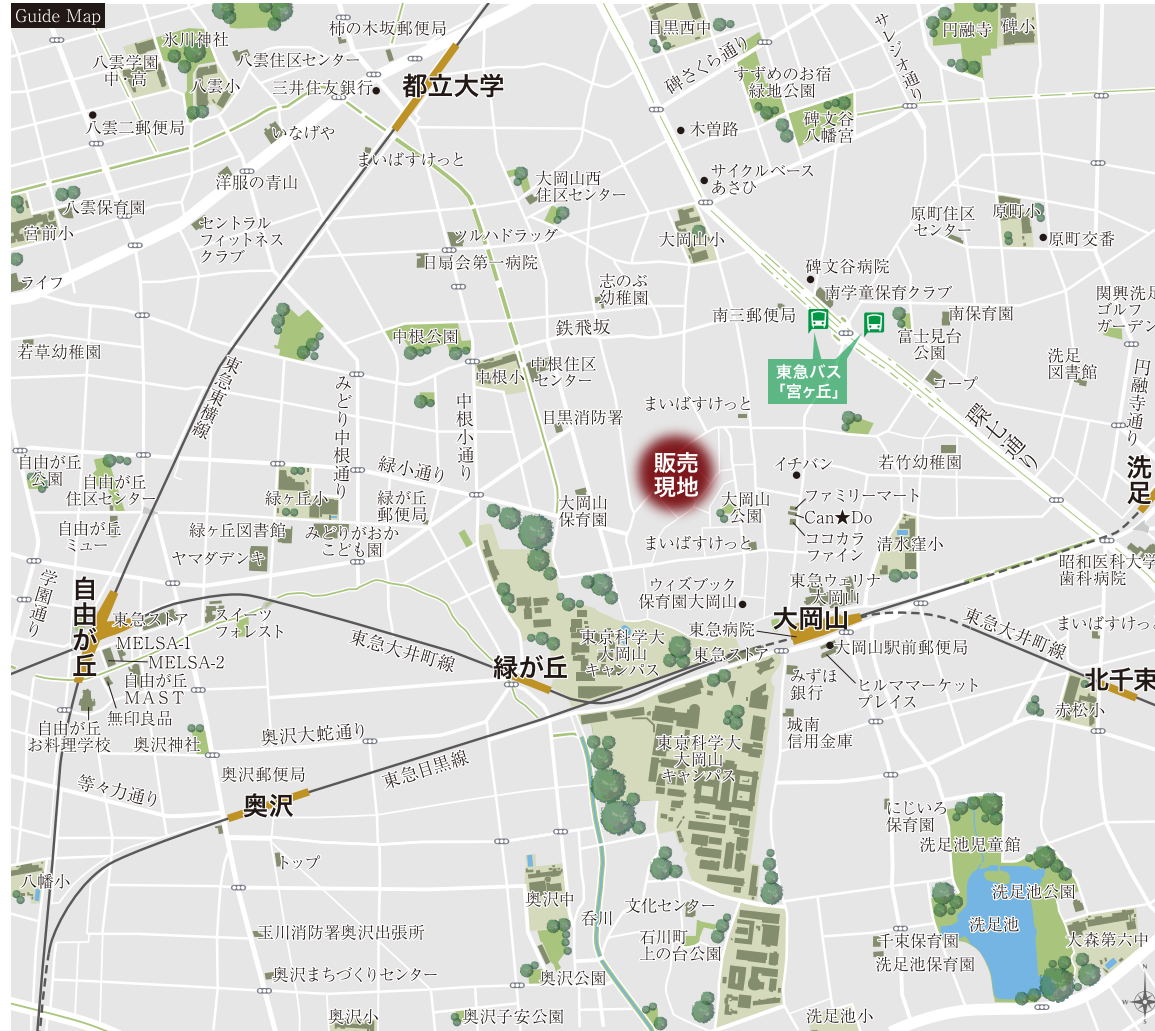 Guide Map
氷川神社
柿の木坂郵便局
八雲学園
中・高
八雲住区センター
八雲小
三井住友銀行
都立大学
八雲二郵便局
いなげや
まいばすけっと
洋服の青山
八雲保育園
宮前小
セントラル
フィットネス
クラブ
ライフ
若草幼稚園
目黒西中
碑さくら通り
すずめのお宿
緑地公園
サレジオ通り
円融寺
碑小
碑文谷
八幡宮
木曽路
サイクルベース
あさひ
大岡山西
住区センター
ツルハドラッグ
日扇会第一病院
大岡山小
原町住区
センター
原町小
原町交番
碑文谷病院
志のぶ
幼稚園
南学童保育クラブ
南三郵便局
南保育園
富士見台
公園
関興洗足
ゴルフ
ガーデン
洗足
図書館
円融寺通り
鉄飛坂
中根公園
中根小
中根住区
センター
東急バス
「宮ヶ丘」
コープ
環七通り
東急東横線
みどり中根通り
中根小通り
目黒消防署
まいばすけっと
販売
現地
イチバン
若竹幼稚園
洗足
自由が丘
公園
自由が丘
住区センター
緑小通り
緑ヶ丘小
緑が丘
郵便局
大岡山
保育園
大岡山
公園
ファミリーマート
Can★Do
ココカラ
ファイン
清水窪小
自由が丘
ミュー
緑ヶ丘図書館
みどりがおか
こども園
ヤマダデンキ
まいばすけっと
昭和医科大学
歯科病院
学園通り
自由が丘
東急ストア
スイーツ
フォレスト
MELSA-1
MELSA-2
自由が丘
MAST
無印良品
自由が丘
お料理学校
奥沢神社
東急大井町線
緑が丘
東京科学大
大岡山
キャンパス
ウィズブック
保育園大岡山
東急ウェリナ
大岡山
大岡山
東急病院
東急ストア
大岡山駅前郵便局
東急大井町線
まいばすけっと
北千束
赤松小
みずほ
銀行
ヒルママーケット
プレイス
城南
信用金庫
奥沢大蛇通り
東急目黒線
東京科学大
大岡山
キャンパス
等々力通り
奥沢郵便局
奥沢
トップ
八幡小
にじいろ
保育園
洗足池児童館
洗足池公園
洗足池
奥沢中
呑川
文化センター
石川町
上の台公園
千束保育園
洗足池保育園
大森第六中
玉川消防署奥沢出張所
奥沢まちづくりセンター
奥沢公園
奥沢小
奥沢子安公園
洗足池小
N
W
S